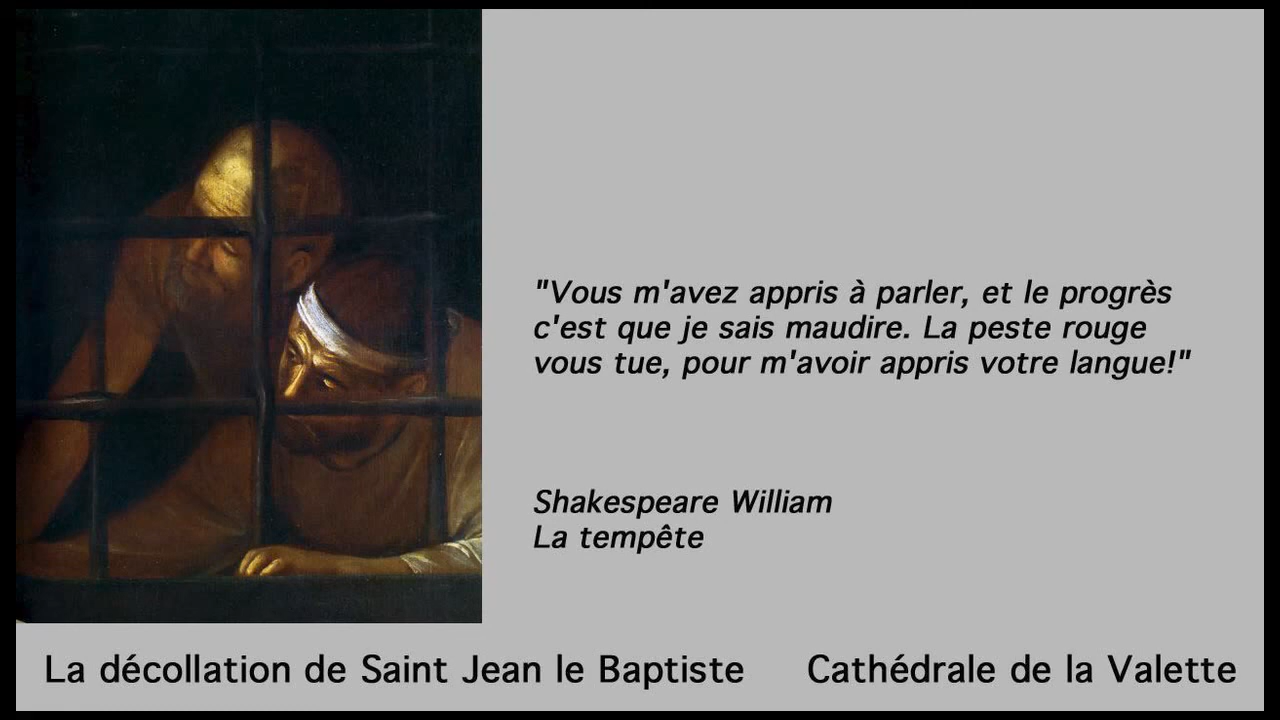 "Vous m'avez appris à parler, et le progrès
c'est que je sais maudire. La peste rouge
vous tue, pour m'avoir appris votre langue!"
Shakespeare William
La tempête
La décollation de Saint Jean le Baptiste
Cathédrale de la Valette